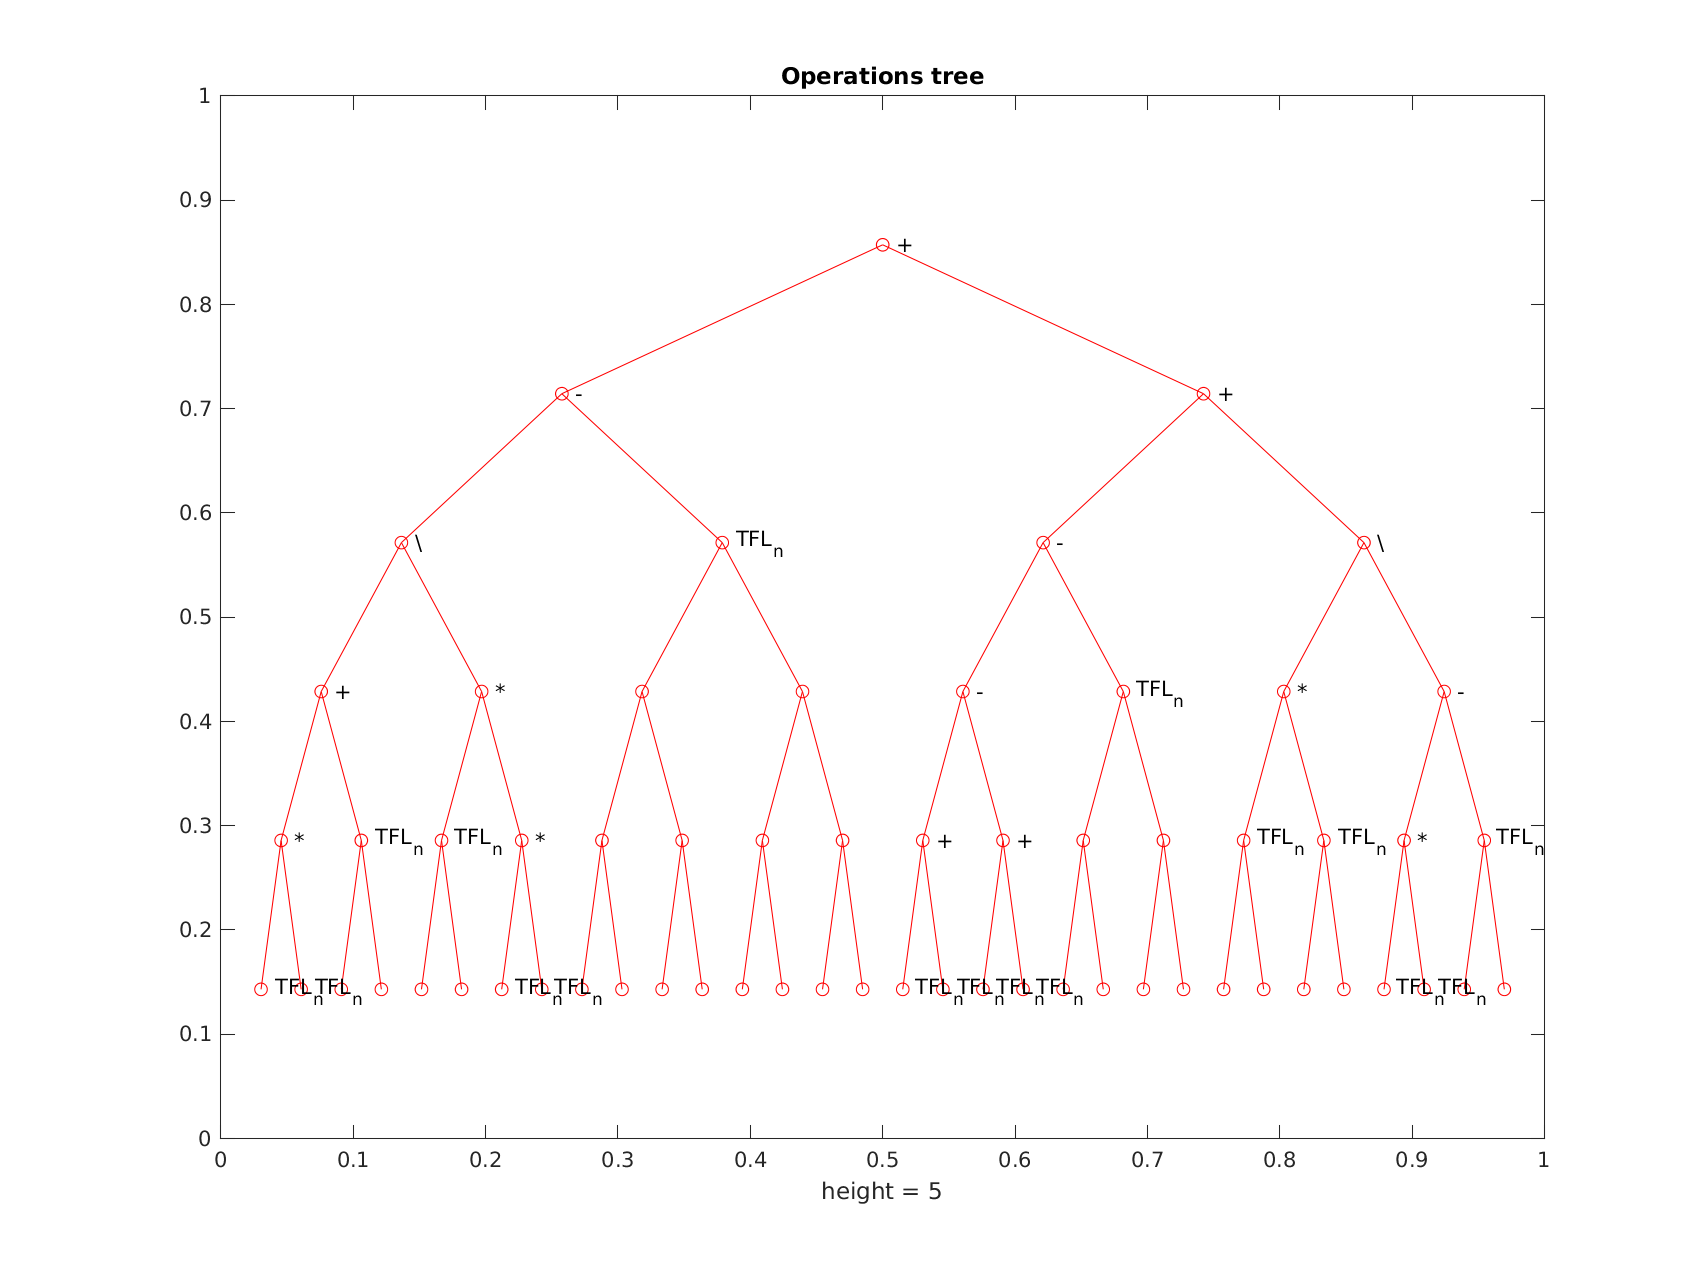 Operations tree
1
0.9
+
0.8
- +
0.7
0.6
\ TFLn - \
0.5
+ * - TFLn * -
0.4
0.3
* TFLn TFLn * + + TFLn TFLn * TFLn
0.2
TFLn TFLn TFLn TFLn TFLn TFLn TFLn TFLn TFLn TFLn
0.1
0
0 0.1 0.2 0.3 0.4 0.5 0.6 0.7 0.8 0.9 1
height = 5